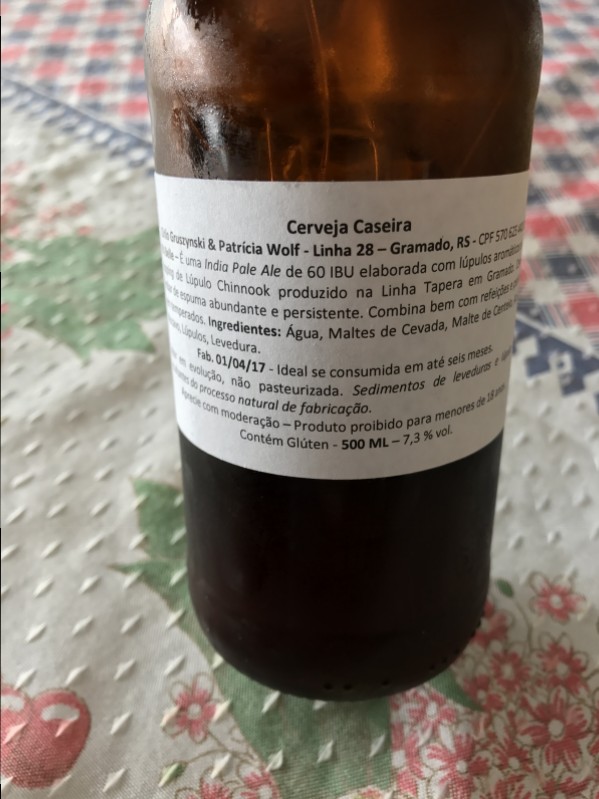 Cerveja Caseira
Gruszynski & Patrícia Wolf - Linha 28 – Gramado, RS - CPF 570
– É uma India Pale Ale de 60 IBU elaborada com lúpulos
de Lúpulo Chinnook produzido na Linha Tapera em Gramado.
de espuma abundante e persistente. Combina bem com refeições
temperados. Ingredientes: Água, Maltes de Cevada, Malte de
Lúpulos, Levedura.
Fab. 01/04/17 - Ideal se consumida em até seis meses.
em evolução, não pasteurizada. Sedimentos de leveduras e
do processo natural de fabricação.
Aprecie com moderação – Produto proibido para menores de 18 anos
Contém Glúten - 500 ML – 7,3 % vol.